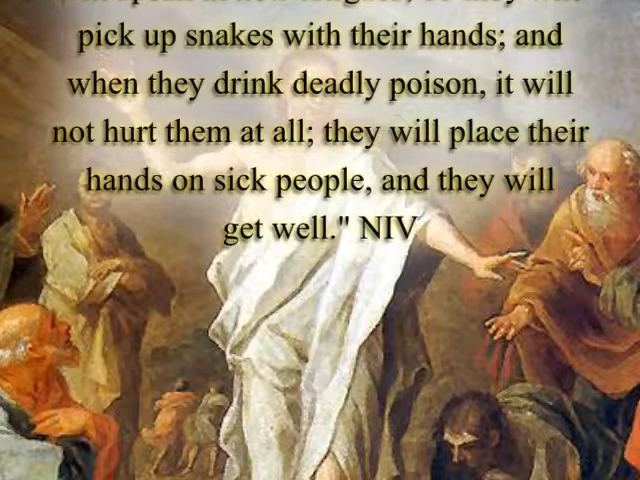 pick up snakes with their hands; and
when they drink deadly poison, it will
not hurt them at all; they will place their
hands on sick people, and they will
get well." NIV